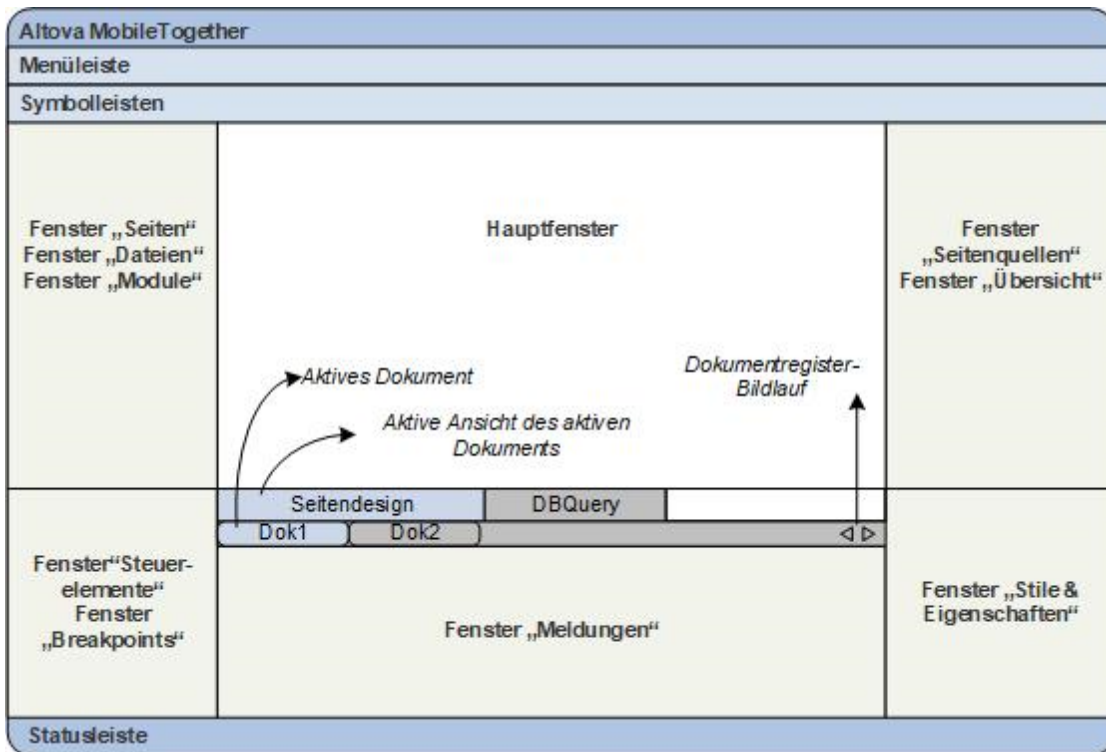 Altova MobileTogether
Menüleiste
Symbolleisten
Fenster „Seiten“
Fenster „Dateien“
Fenster „Module“
Hauptfenster
Fenster
„Seitenquellen“
Fenster „Übersicht“
Aktives Dokument
Dokumentregister-
Bildlauf
Aktive Ansicht des aktiven
Dokuments
Seitendesign
DBQuery
Dok1
Dok2
Fenster“Steuer-
elemente“
Fenster
„Breakpoints“
Fenster „Meldungen“
Fenster „Stile &
Eigenschaften“
Statusleiste